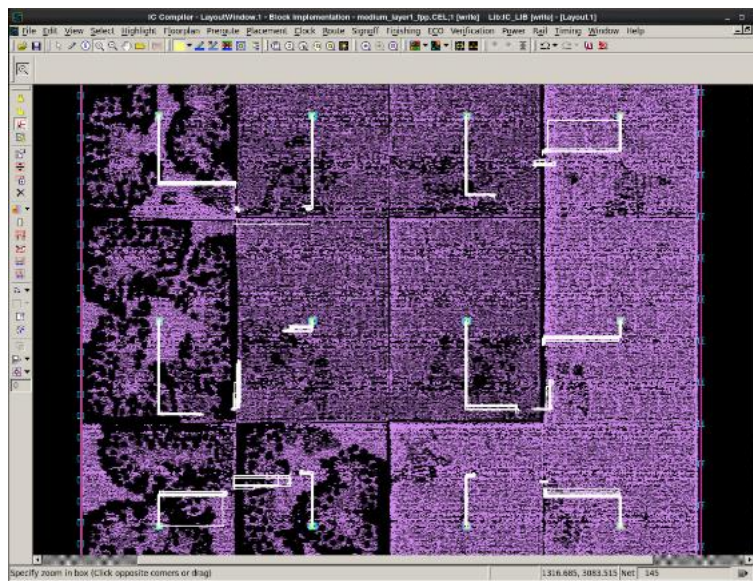 IC Compiler - LayoutWindow.1 - Block Implementation - medium_layer1_fpp.CEL;1 [write]   Lib:IC_LIB [write] - [Layout.1]
File Edit View Select Highlight Floorplan Preroute Placement Clock Route Signoff Finishing ECO Verification Power Rail Timing Window Help
Specify zoom in box (Click opposite corners or drag) 1316.685, 3083.515 Net 145